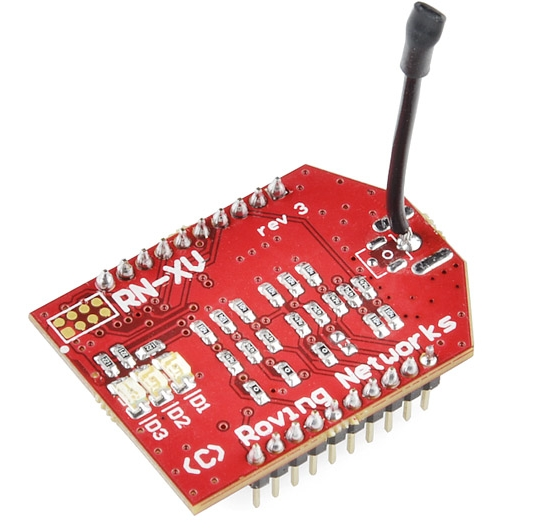 rev 3
RN-XU
D1
D2
D3
(C) Roving Networks